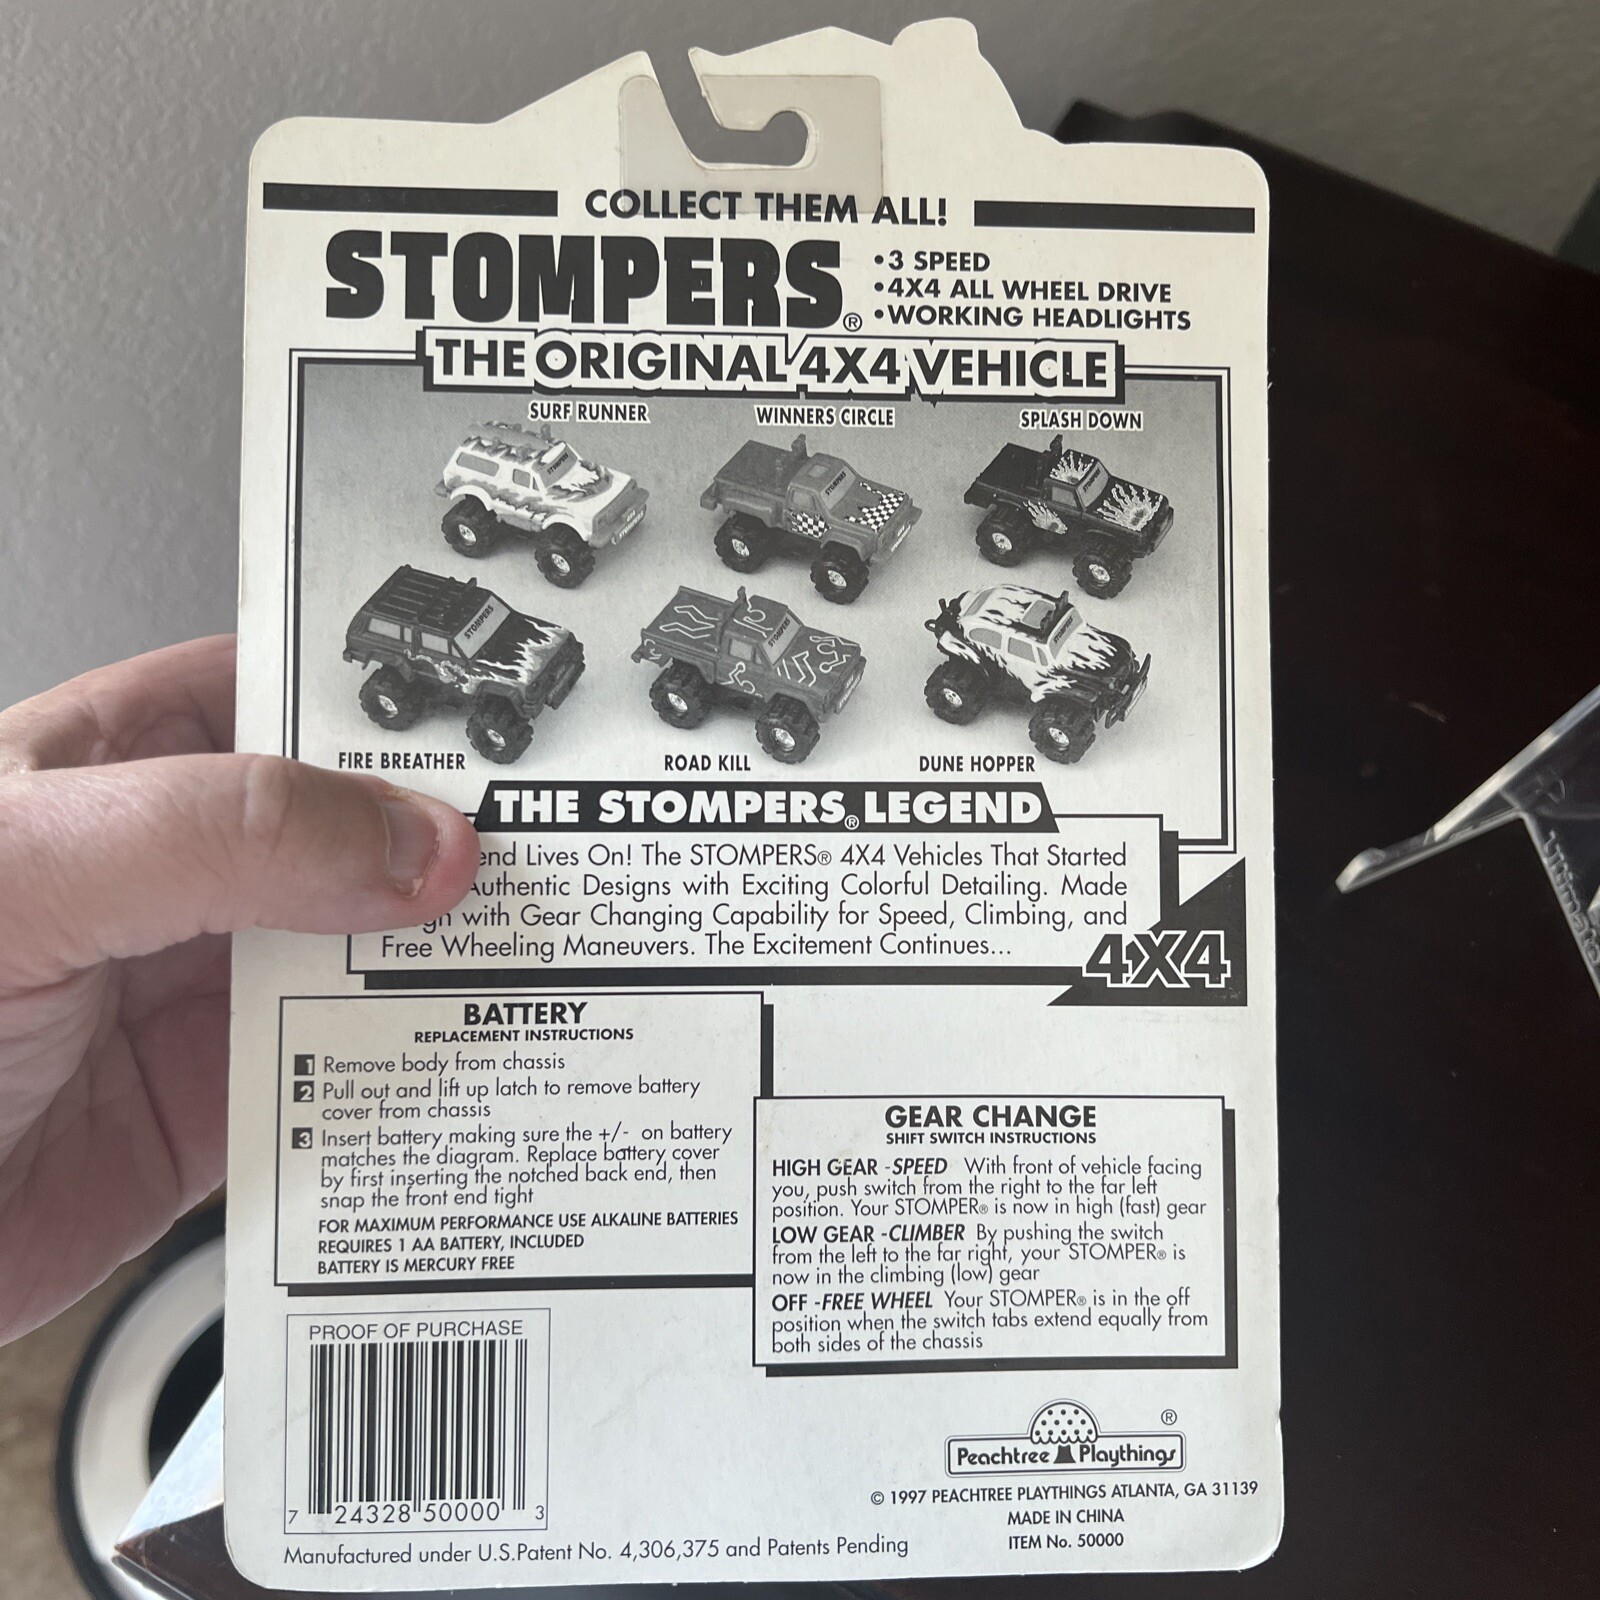 COLLECT THEM ALL!
STOMPERS®
•3 SPEED
•4X4 ALL WHEEL DRIVE
•WORKING HEADLIGHTS
THE ORIGINAL 4X4 VEHICLE
SURF RUNNER
WINNERS CIRCLE
SPLASH DOWN
FIRE BREATHER
ROAD KILL
DUNE HOPPER
THE STOMPERS® LEGEND
Lives On! The STOMPERS® 4X4 Vehicles That Started
Authentic Designs with Exciting Colorful Detailing. Made
with Gear Changing Capability for Speed, Climbing, and
Free Wheeling Maneuvers. The Excitement Continues...
4X4
BATTERY
REPLACEMENT INSTRUCTIONS
1 Remove body from chassis
2 Pull out and lift up latch to remove battery
cover from chassis
3 Insert battery making sure the +/- on battery
matches the diagram. Replace battery cover
by first inserting the notched back end, then
snap the front end tight
FOR MAXIMUM PERFORMANCE USE ALKALINE BATTERIES
REQUIRES 1 AA BATTERY, INCLUDED
BATTERY IS MERCURY FREE
GEAR CHANGE
SHIFT SWITCH INSTRUCTIONS
HIGH GEAR -SPEED With front of vehicle facing
you, push switch from the right to the far left
position. Your STOMPER® is now in high (fast) gear
LOW GEAR -CLIMBER By pushing the switch
from the left to the far right, your STOMPER® is
now in the climbing (low) gear
OFF -FREE WHEEL Your STOMPER® is in the off
position when the switch tabs extend equally from
both sides of the chassis
PROOF OF PURCHASE
7 24328 50000 3
Peachtree Playthings ®
© 1997 PEACHTREE PLAYTHINGS ATLANTA, GA 31139
MADE IN CHINA
ITEM No. 50000
Manufactured under U.S.Patent No. 4,306,375 and Patents Pending